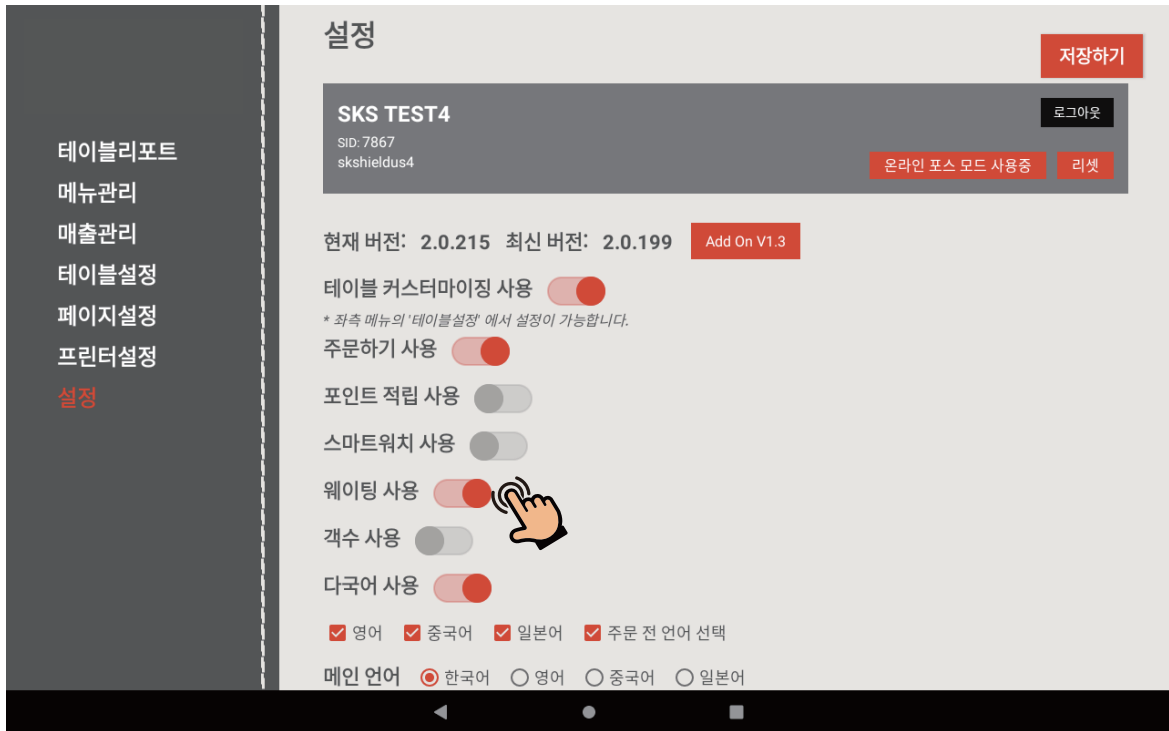 설정
저장하기
SKS TEST4
로그아웃
SID: 7867
skshieldus4
온라인 포스 모드 사용중
리셋
테이블리포트
메뉴관리
매출관리
테이블설정
페이지설정
프린터설정
설정
현재 버전: 2.0.215 최신 버전: 2.0.199 Add On V1.3
테이블 커스터마이징 사용
* 좌측 메뉴의 '테이블설정' 에서 설정이 가능합니다.
주문하기 사용
포인트 적립 사용
스마트워치 사용
웨이팅 사용
객수 사용
다국어 사용
영어 중국어 일본어 주문 전 언어 선택
메인 언어 한국어 영어 중국어 일본어